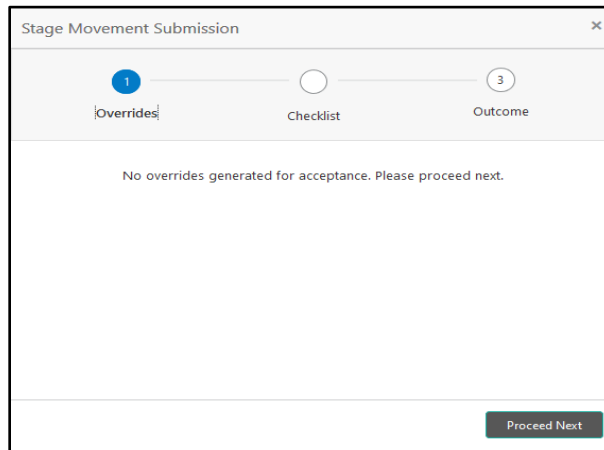 Stage Movement Submission ×
1
3
Overrides
Checklist
Outcome
No overrides generated for acceptance. Please proceed next.
Proceed Next